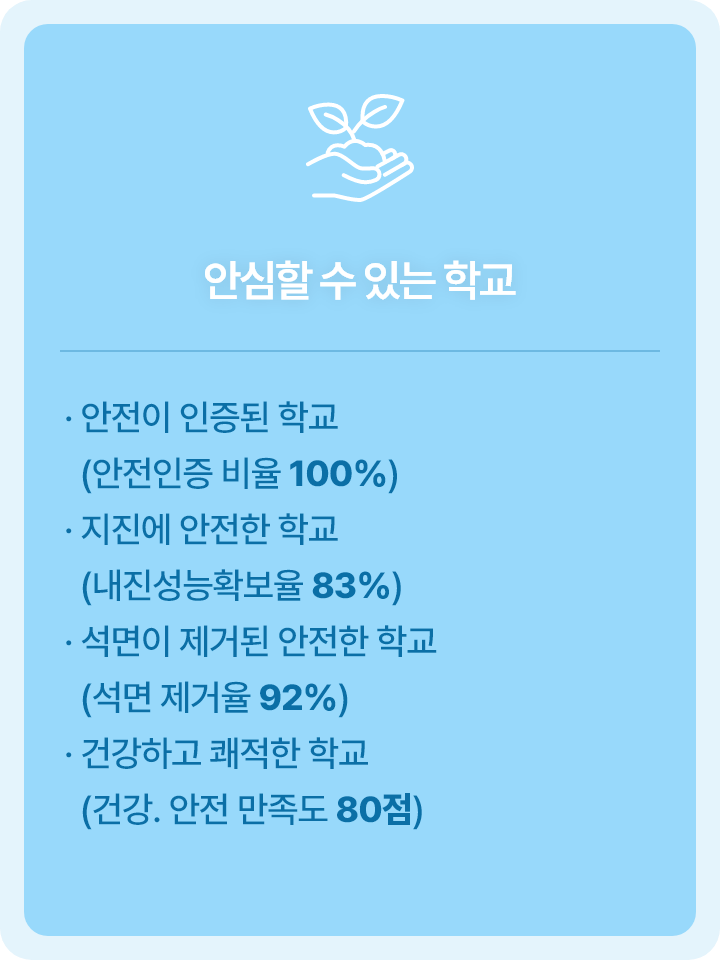 안심할 수 있는 학교
· 안전이 인증된 학교
(안전인증 비율 100%)
· 지진에 안전한 학교
(내진성능확보율 83%)
· 석면이 제거된 안전한 학교
(석면 제거율 92%)
· 건강하고 쾌적한 학교
(건강. 안전 만족도 80점)